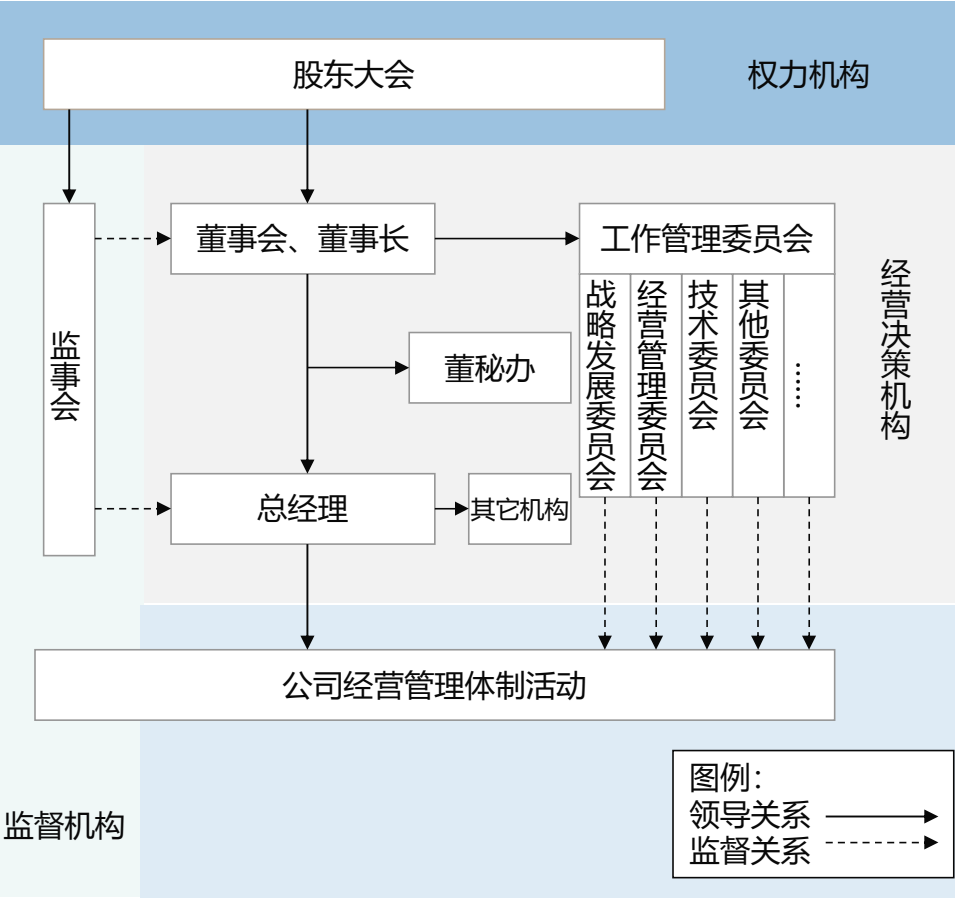 股东大会
权力机构
董事会、董事长
工作管理委员会
监事会
战略发展委员会
经营管理委员会
技术委员会
其他委员会
......
经营决策机构
董秘办
总经理
其它机构
公司经营管理体制活动
监督机构
图例：
领导关系
监督关系